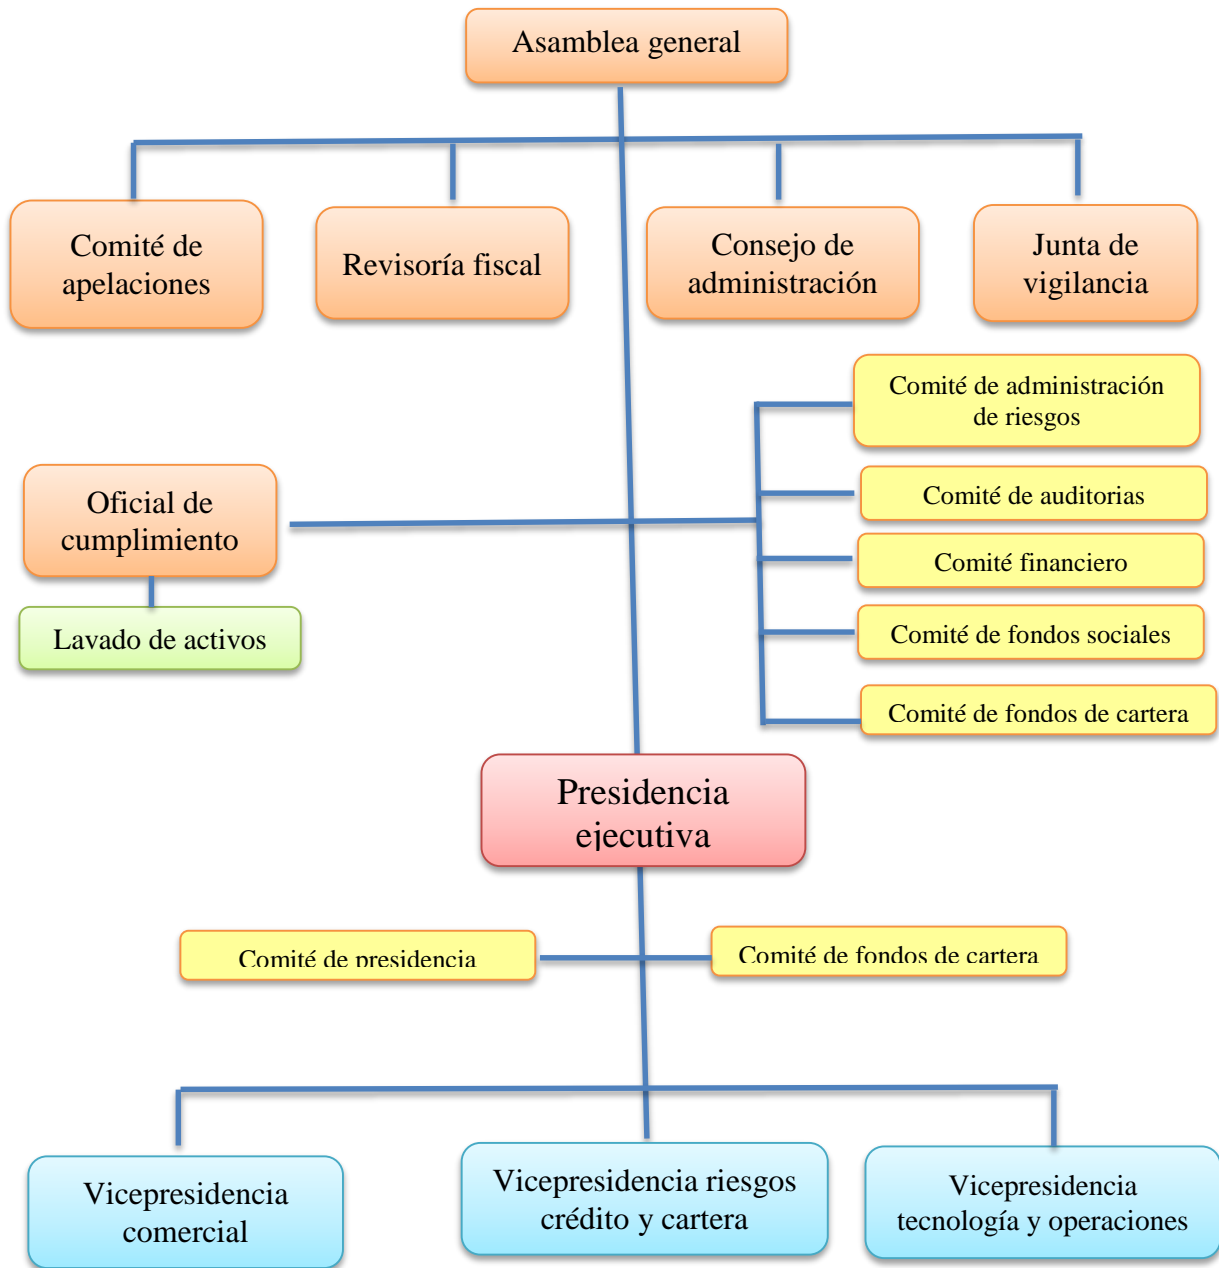 Asamblea general
Comité de
apelaciones
Revisoría fiscal
Consejo de
administración
Junta de
vigilancia
Comité de administración
de riesgos
Oficial de
cumplimiento
Comité de auditorias
Comité financiero
Lavado de activos
Comité de fondos sociales
Comité de fondos de cartera
Presidencia
ejecutiva
Comité de presidencia
Comité de fondos de cartera
Vicepresidencia
comercial
Vicepresidencia riesgos
crédito y cartera
Vicepresidencia
tecnología y operaciones